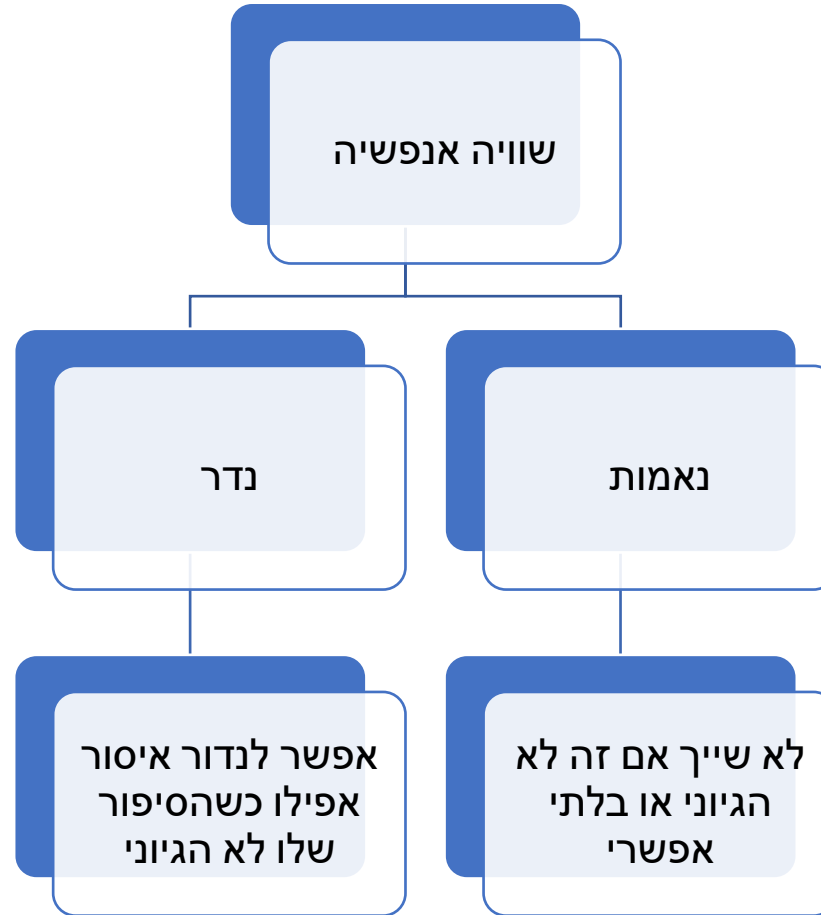 שוויה אנפשיה
נאמות
נדר
לא שייך אם זה לא
הגיוני או בלתי
אפשרי
אפשר לנדור איסור
אפילו כשהסיפור
שלו לא הגיוני